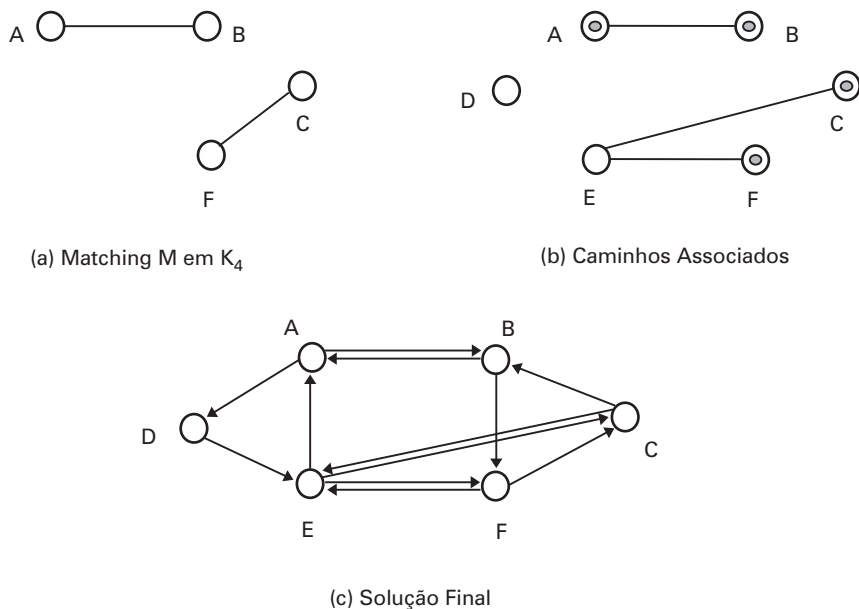 A
B
C
F
(a) Matching M em K4
A
B
D
C
E
F
(b) Caminhos Associados
A
B
D
C
E
F
(c) Solução Final